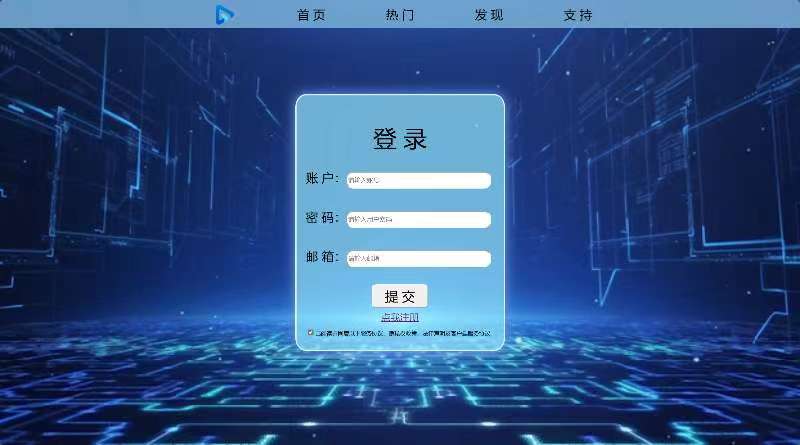 首页 热门 发现 支持
登录
账户: 请输入账户
密码: 请输入用户密码
邮箱: 请输入邮箱
提交
点我注册